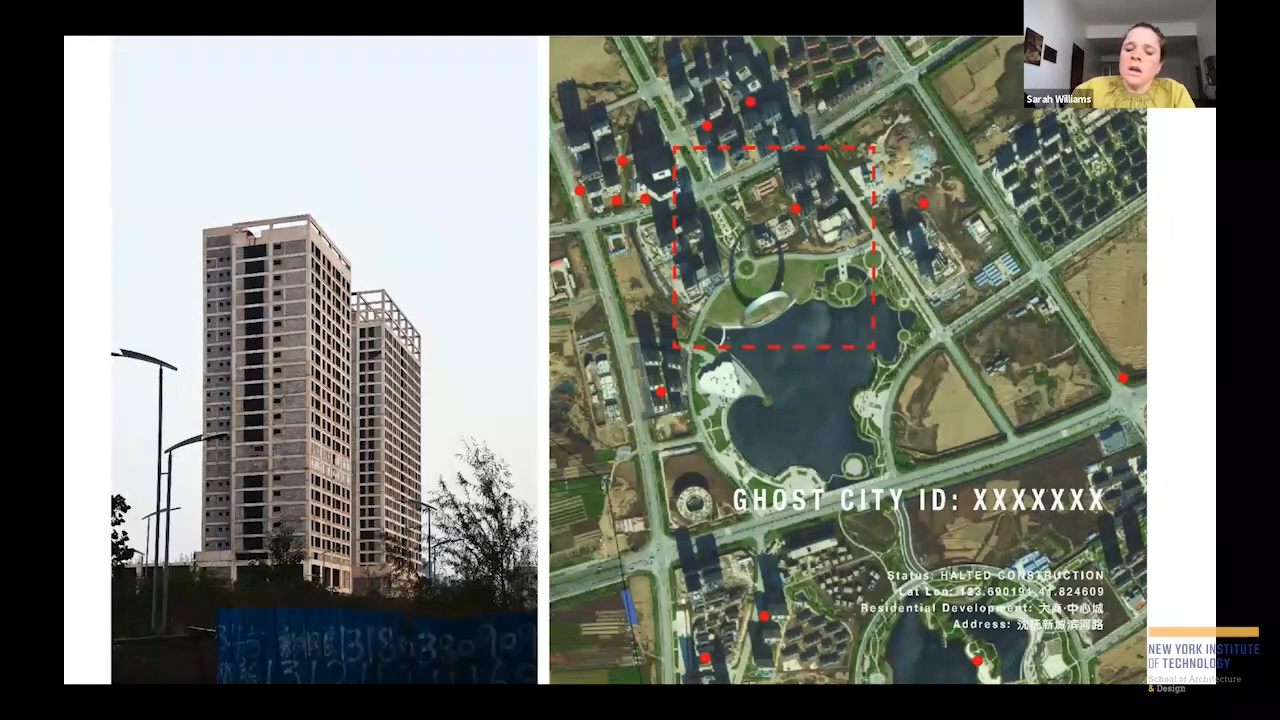 Sarah Williams
GHOST CITY ID: XXXXXXX
Status: HALTED CONSTRUCTION
Lat Lon: 123.690191,41.824609
Residential Development: 大商·中心城
Address: 沈抚新城滨河路
NEW YORK INSTITUTE
OF TECHNOLOGY
School of Architecture
& Design